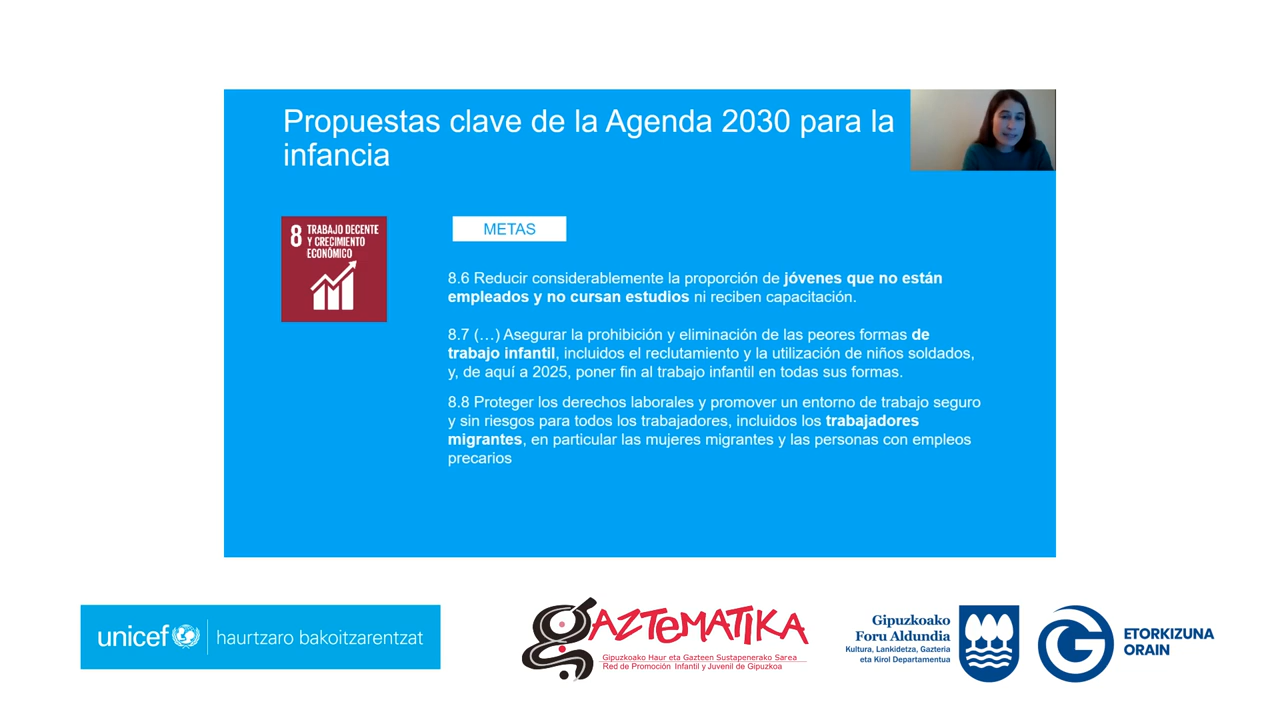 Propuestas clave de la Agenda 2030 para la
infancia
8 TRABAJO DECENTE
Y CRECIMIENTO
ECONÓMICO
METAS
8.6 Reducir considerablemente la proporción de jóvenes que no están
empleados y no cursan estudios ni reciben capacitación.
8.7 (…) Asegurar la prohibición y eliminación de las peores formas de
trabajo infantil, incluidos el reclutamiento y la utilización de niños soldados,
y, de aquí a 2025, poner fin al trabajo infantil en todas sus formas.
8.8 Proteger los derechos laborales y promover un entorno de trabajo seguro
y sin riesgos para todos los trabajadores, incluidos los trabajadores
migrantes, en particular las mujeres migrantes y las personas con empleos
precarios
unicef haurtzaro bakoitzarentzat
gAZTeMATIKA
Gipuzkoako Haur eta Gazteen Sustapenerako Sarea
Red de Promoción Infantil y Juvenil de Gipuzkoa
Gipuzkoako
Foru Aldundia
Kultura, Lankidetza, Gazteria
eta Kirol Departamentua
ETORKIZUNA
ORAIN